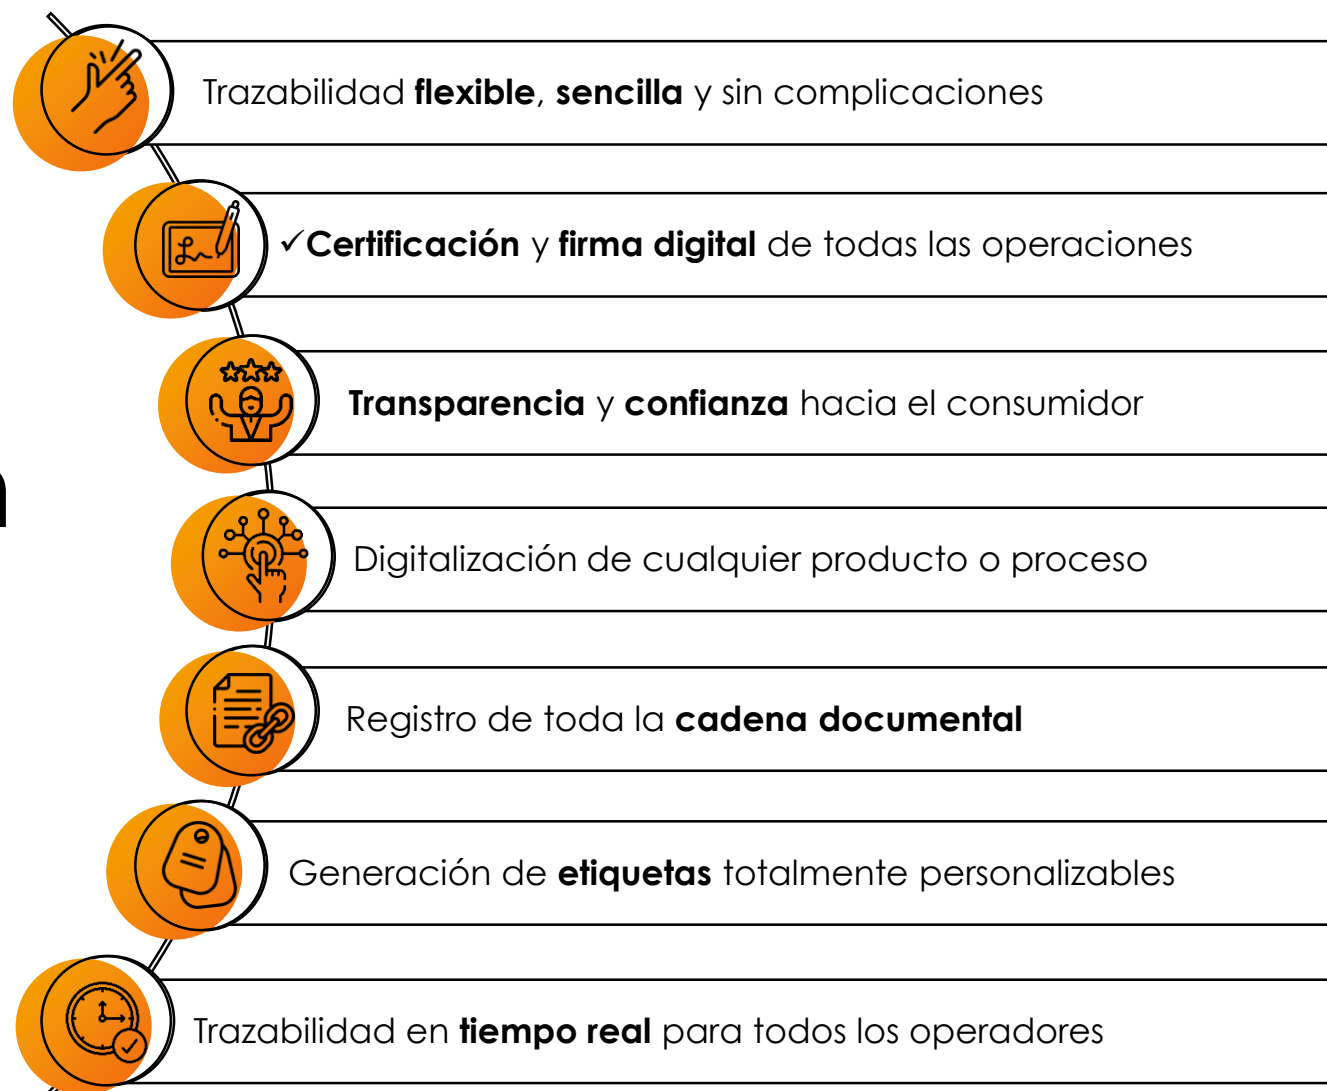 Trazabilidad flexible, sencilla y sin complicaciones
✓Certificación y firma digital de todas las operaciones
Transparencia y confianza hacia el consumidor
Digitalización de cualquier producto o proceso
Registro de toda la cadena documental
Generación de etiquetas totalmente personalizables
Trazabilidad en tiempo real para todos los operadores